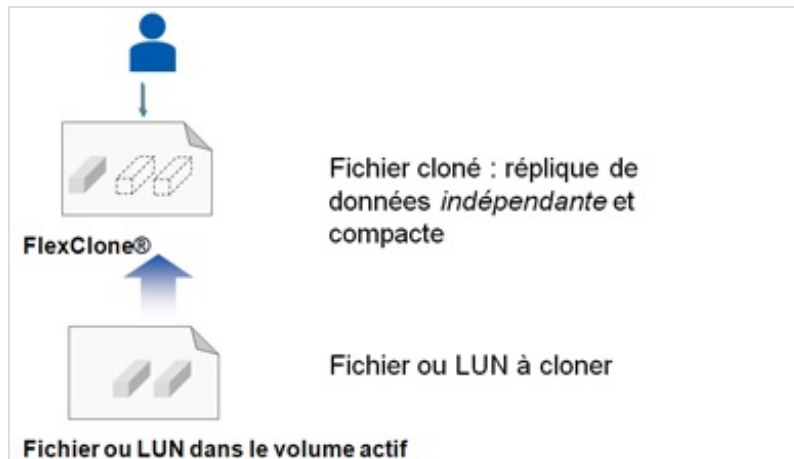 Fichier cloné : réplique de
données indépendante et
compacte
FlexClone®
Fichier ou LUN à cloner
Fichier ou LUN dans le volume actif